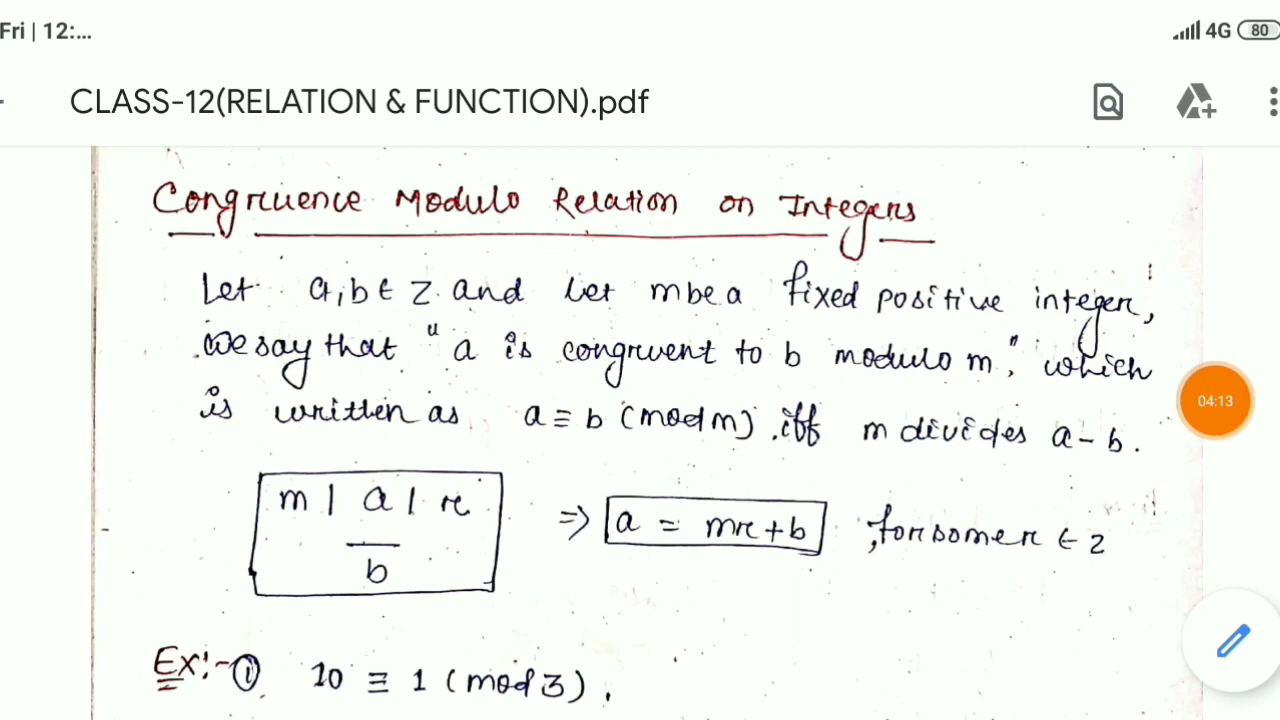 Fri | 12:...
4G 80
CLASS-12(RELATION & FUNCTION).pdf
Congruence Modulo Relation on Integers
Let a,b ∈ Z and let m be a fixed positive integer,
we say that "a is congruent to b modulo m", which
is written as a ≡ b (mod m) iff m divides a - b.
04:13
m | a | r
b
⇒ a = mr + b , for some r ∈ Z
Ex:- ① 10 ≡ 1 (mod 3).